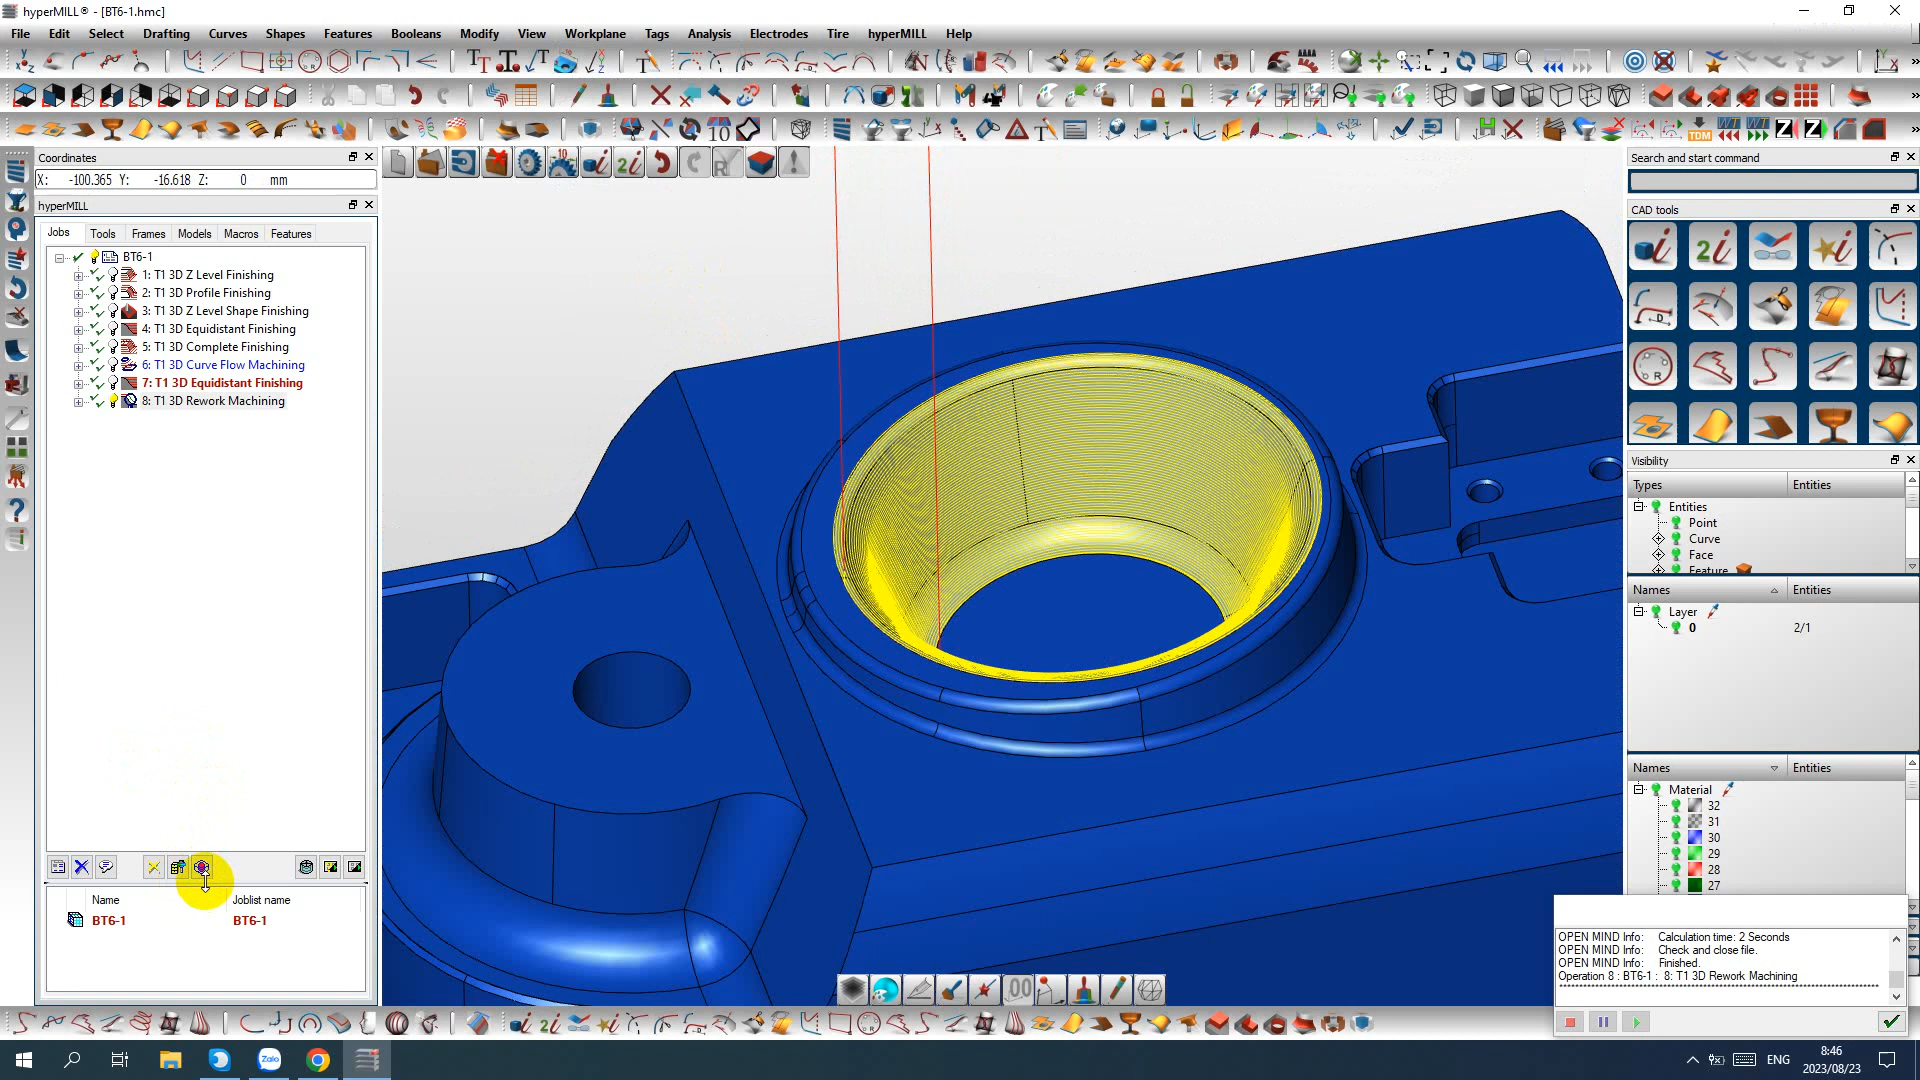 hyperMILL® - [BT6-1.hmc]
File Edit Select Drafting Curves Shapes Features Booleans Modify View Workplane Tags Analysis Electrodes Tire hyperMILL Help
Coordinates
X: -100.365 Y: -16.618 Z: 0 mm
hyperMILL
Jobs Tools Frames Models Macros Features
BT6-1
1: T1 3D Z Level Finishing
2: T1 3D Profile Finishing
3: T1 3D Z Level Shape Finishing
4: T1 3D Equidistant Finishing
5: T1 3D Complete Finishing
6: T1 3D Curve Flow Machining
7: T1 3D Equidistant Finishing
8: T1 3D Rework Machining
Name Joblist name
BT6-1 BT6-1
Search and start command
CAD tools
Visibility
Types Entities
Entities
Point
Curve
Face
Feature
Names Entities
Layer
0 2/1
Names Entities
Material
32
31
30
29
28
27
OPEN MIND Info: Calculation time: 2 Seconds
OPEN MIND Info: Check and close file.
OPEN MIND Info: Finished.
Operation 8 : BT6-1 : 8: T1 3D Rework Machining
Zalo
ENG
8:46
2023/08/23